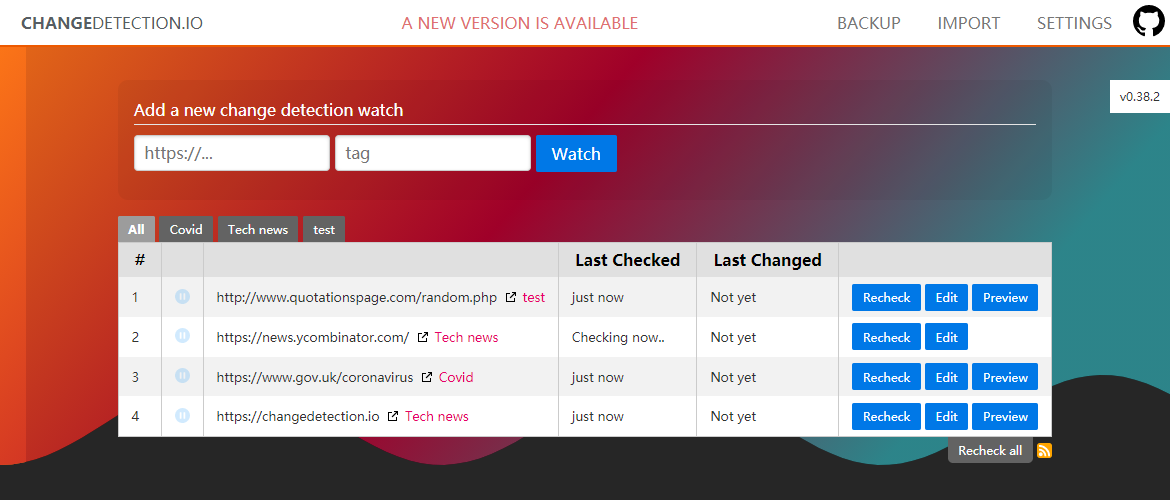 CHANGEDETECTION.IO A NEW VERSION IS AVAILABLE BACKUP IMPORT SETTINGS
v0.38.2
Add a new change detection watch
https://... tag Watch
All Covid Tech news test
# Last Checked Last Changed
1 http://www.quotationspage.com/random.php test just now Not yet Recheck Edit Preview
2 https://news.ycombinator.com/ Tech news Checking now.. Not yet Recheck Edit
3 https://www.gov.uk/coronavirus Covid just now Not yet Recheck Edit Preview
4 https://changedetection.io Tech news just now Not yet Recheck Edit Preview
Recheck all